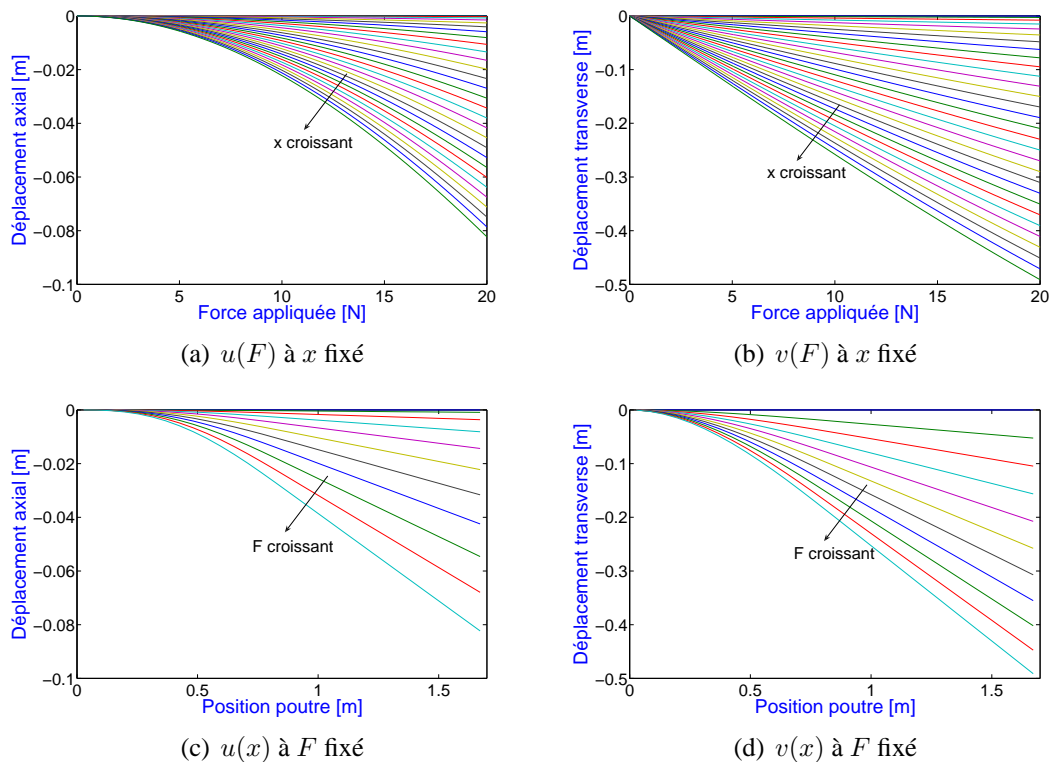 0
−0.02
−0.04
−0.06
−0.08
−0.1
Déplacement axial [m]
x croissant
0 5 10 15 20
Force appliquée [N]
(a) u(F) à x fixé
0
−0.1
−0.2
−0.3
−0.4
−0.5
Déplacement transverse [m]
x croissant
0 5 10 15 20
Force appliquée [N]
(b) v(F) à x fixé
0
−0.02
−0.04
−0.06
−0.08
−0.1
Déplacement axial [m]
F croissant
0 0.5 1 1.5
Position poutre [m]
(c) u(x) à F fixé
0
−0.1
−0.2
−0.3
−0.4
−0.5
Déplacement transverse [m]
F croissant
0 0.5 1 1.5
Position poutre [m]
(d) v(x) à F fixé